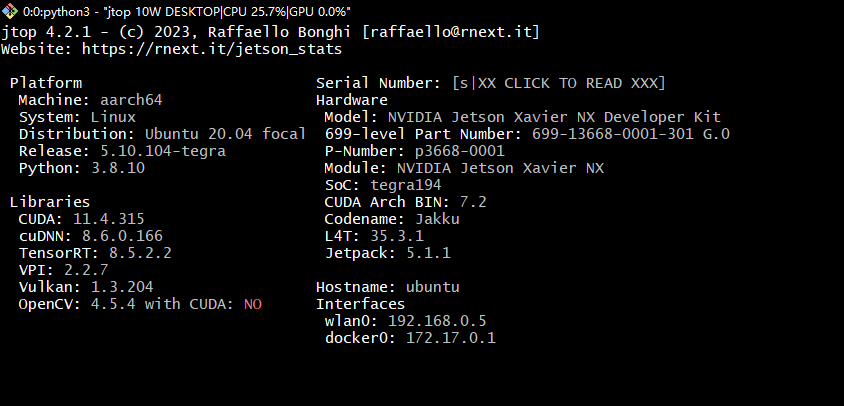 0:0:python3 - "jtop 10W DESKTOP|CPU 25.7%|GPU 0.0%"
jtop 4.2.1 - (c) 2023, Raffaello Bonghi [raffaello@rnext.it]
Website: https://rnext.it/jetson_stats
Platform
Machine: aarch64
System: Linux
Distribution: Ubuntu 20.04 focal
Release: 5.10.104-tegra
Python: 3.8.10
Libraries
CUDA: 11.4.315
cuDNN: 8.6.0.166
TensorRT: 8.5.2.2
VPI: 2.2.7
Vulkan: 1.3.204
OpenCV: 4.5.4 with CUDA: NO
Serial Number: [s|XX CLICK TO READ XXX]
Hardware
Model: NVIDIA Jetson Xavier NX Developer Kit
699-level Part Number: 699-13668-0001-301 G.0
P-Number: p3668-0001
Module: NVIDIA Jetson Xavier NX
SoC: tegra194
CUDA Arch BIN: 7.2
Codename: Jakku
L4T: 35.3.1
Jetpack: 5.1.1
Hostname: ubuntu
Interfaces
wlan0: 192.168.0.5
docker0: 172.17.0.1